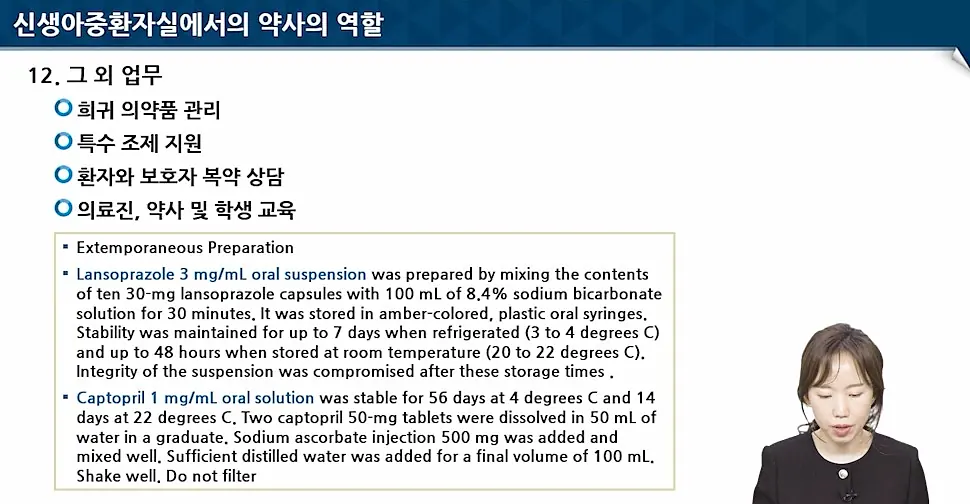 신생아중환자실에서의 약사의 역할
12. 그 외 업무
희귀 의약품 관리
특수 조제 지원
환자와 보호자 복약 상담
의료진, 약사 및 학생 교육
▪ Extemporaneous Preparation
▪ Lansoprazole 3 mg/mL oral suspension was prepared by mixing the contents
of ten 30-mg lansoprazole capsules with 100 mL of 8.4% sodium bicarbonate
solution for 30 minutes. It was stored in amber-colored, plastic oral syringes.
Stability was maintained for up to 7 days when refrigerated (3 to 4 degrees C)
and up to 48 hours when stored at room temperature (20 to 22 degrees C).
Integrity of the suspension was compromised after these storage times .
▪ Captopril 1 mg/mL oral solution was stable for 56 days at 4 degrees C and 14
days at 22 degrees C. Two captopril 50-mg tablets were dissolved in 50 mL of
water in a graduate. Sodium ascorbate injection 500 mg was added and
mixed well. Sufficient distilled water was added for a final volume of 100 mL.
Shake well. Do not filter